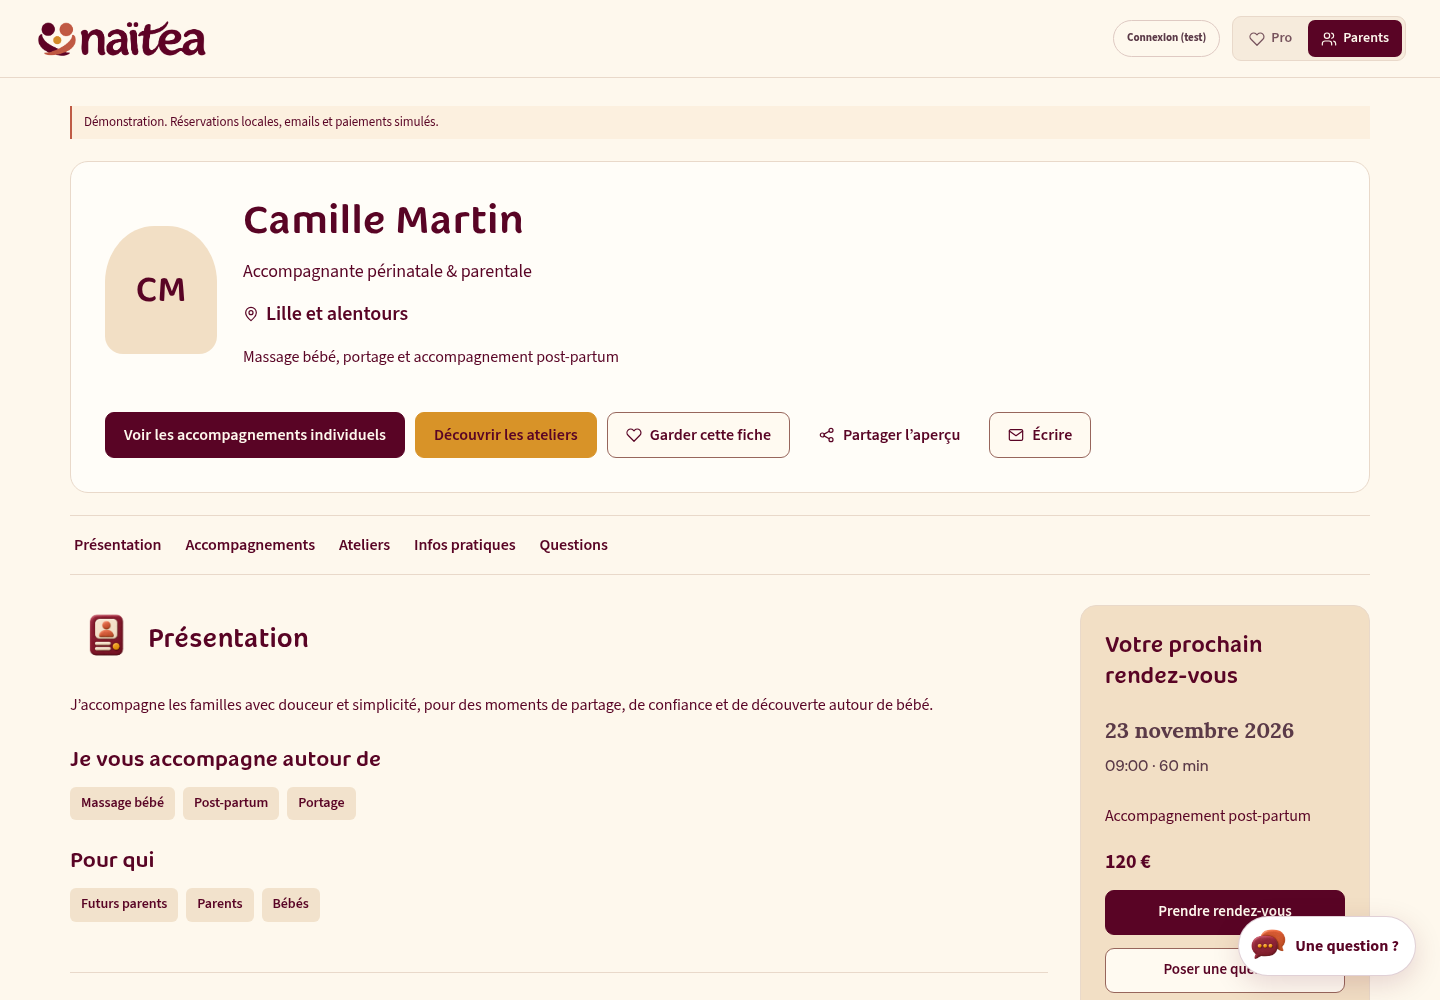 naïtea
Connexion (test)
Pro
Parents
Démonstration. Réservations locales, emails et paiements simulés.
CM
Camille Martin
Accompagnante périnatale & parentale
Lille et alentours
Massage bébé, portage et accompagnement post-partum
Voir les accompagnements individuels
Découvrir les ateliers
Garder cette fiche
Partager l’aperçu
Écrire
Présentation
Accompagnements
Ateliers
Infos pratiques
Questions
Présentation
J’accompagne les familles avec douceur et simplicité, pour des moments de partage, de confiance et de découverte autour de bébé.
Je vous accompagne autour de
Massage bébé
Post-partum
Portage
Pour qui
Futurs parents
Parents
Bébés
Votre prochain
rendez-vous
23 novembre 2026
09:00 · 60 min
Accompagnement post-partum
120 €
Prendre rendez-vous
Poser une
Une question ?